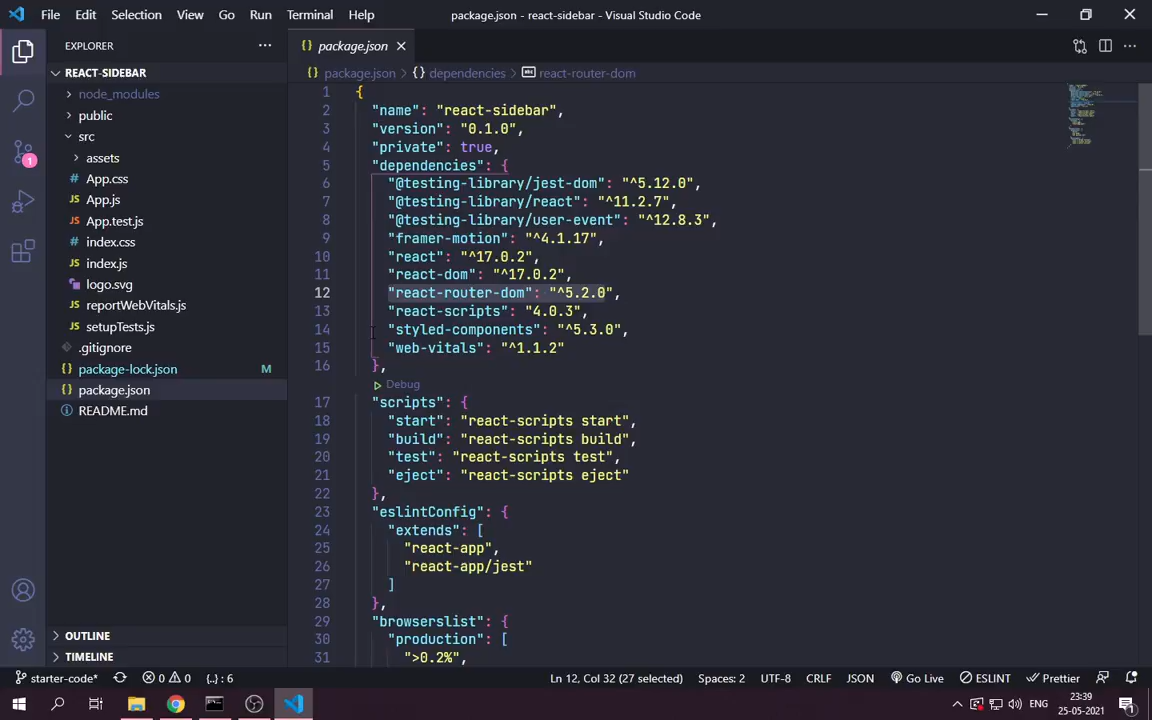 File Edit Selection View Go Run Terminal Help
package.json - react-sidebar - Visual Studio Code
EXPLORER
REACT-SIDEBAR
node_modules
public
src
assets
App.css
App.js
App.test.js
index.css
index.js
logo.svg
reportWebVitals.js
setupTests.js
.gitignore
package-lock.json M
package.json
README.md
OUTLINE
TIMELINE
package.json
package.json > {} dependencies > react-router-dom
1 {
2 "name": "react-sidebar",
3 "version": "0.1.0",
4 "private": true,
5 "dependencies": {
6 "@testing-library/jest-dom": "^5.12.0",
7 "@testing-library/react": "^11.2.7",
8 "@testing-library/user-event": "^12.8.3",
9 "framer-motion": "^4.1.17",
10 "react": "^17.0.2",
11 "react-dom": "^17.0.2",
12 "react-router-dom": "^5.2.0",
13 "react-scripts": "4.0.3",
14 "styled-components": "^5.3.0",
15 "web-vitals": "^1.1.2"
16 },
Debug
17 "scripts": {
18 "start": "react-scripts start",
19 "build": "react-scripts build",
20 "test": "react-scripts test",
21 "eject": "react-scripts eject"
22 },
23 "eslintConfig": {
24 "extends": [
25 "react-app",
26 "react-app/jest"
27 ]
28 },
29 "browserslist": {
30 "production": [
31 ">0.2%",
starter-code* 0 0 {..} : 6 Ln 12, Col 32 (27 selected) Spaces: 2 UTF-8 CRLF JSON Go Live ESLINT Prettier
ENG
23:39
25-05-2021